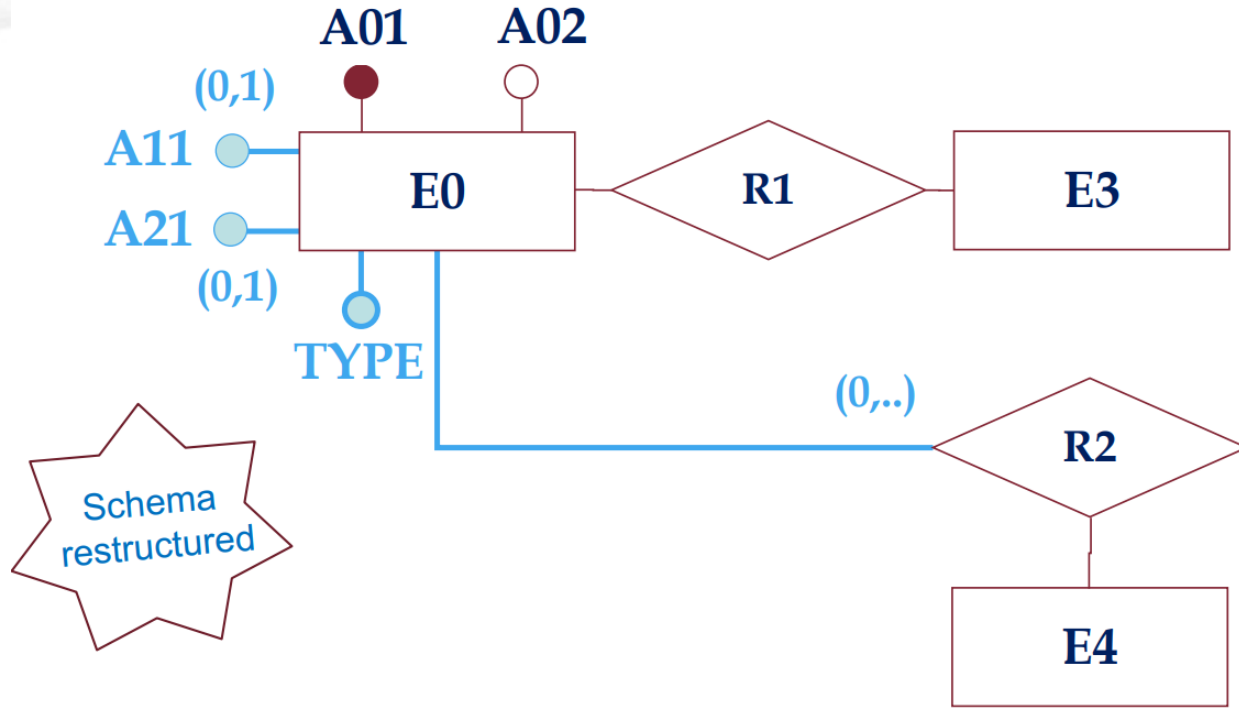 A01
A02
(0,1)
A11
E0
R1
E3
A21
(0,1)
TYPE
(0,..)
R2
Schema
restructured
E4